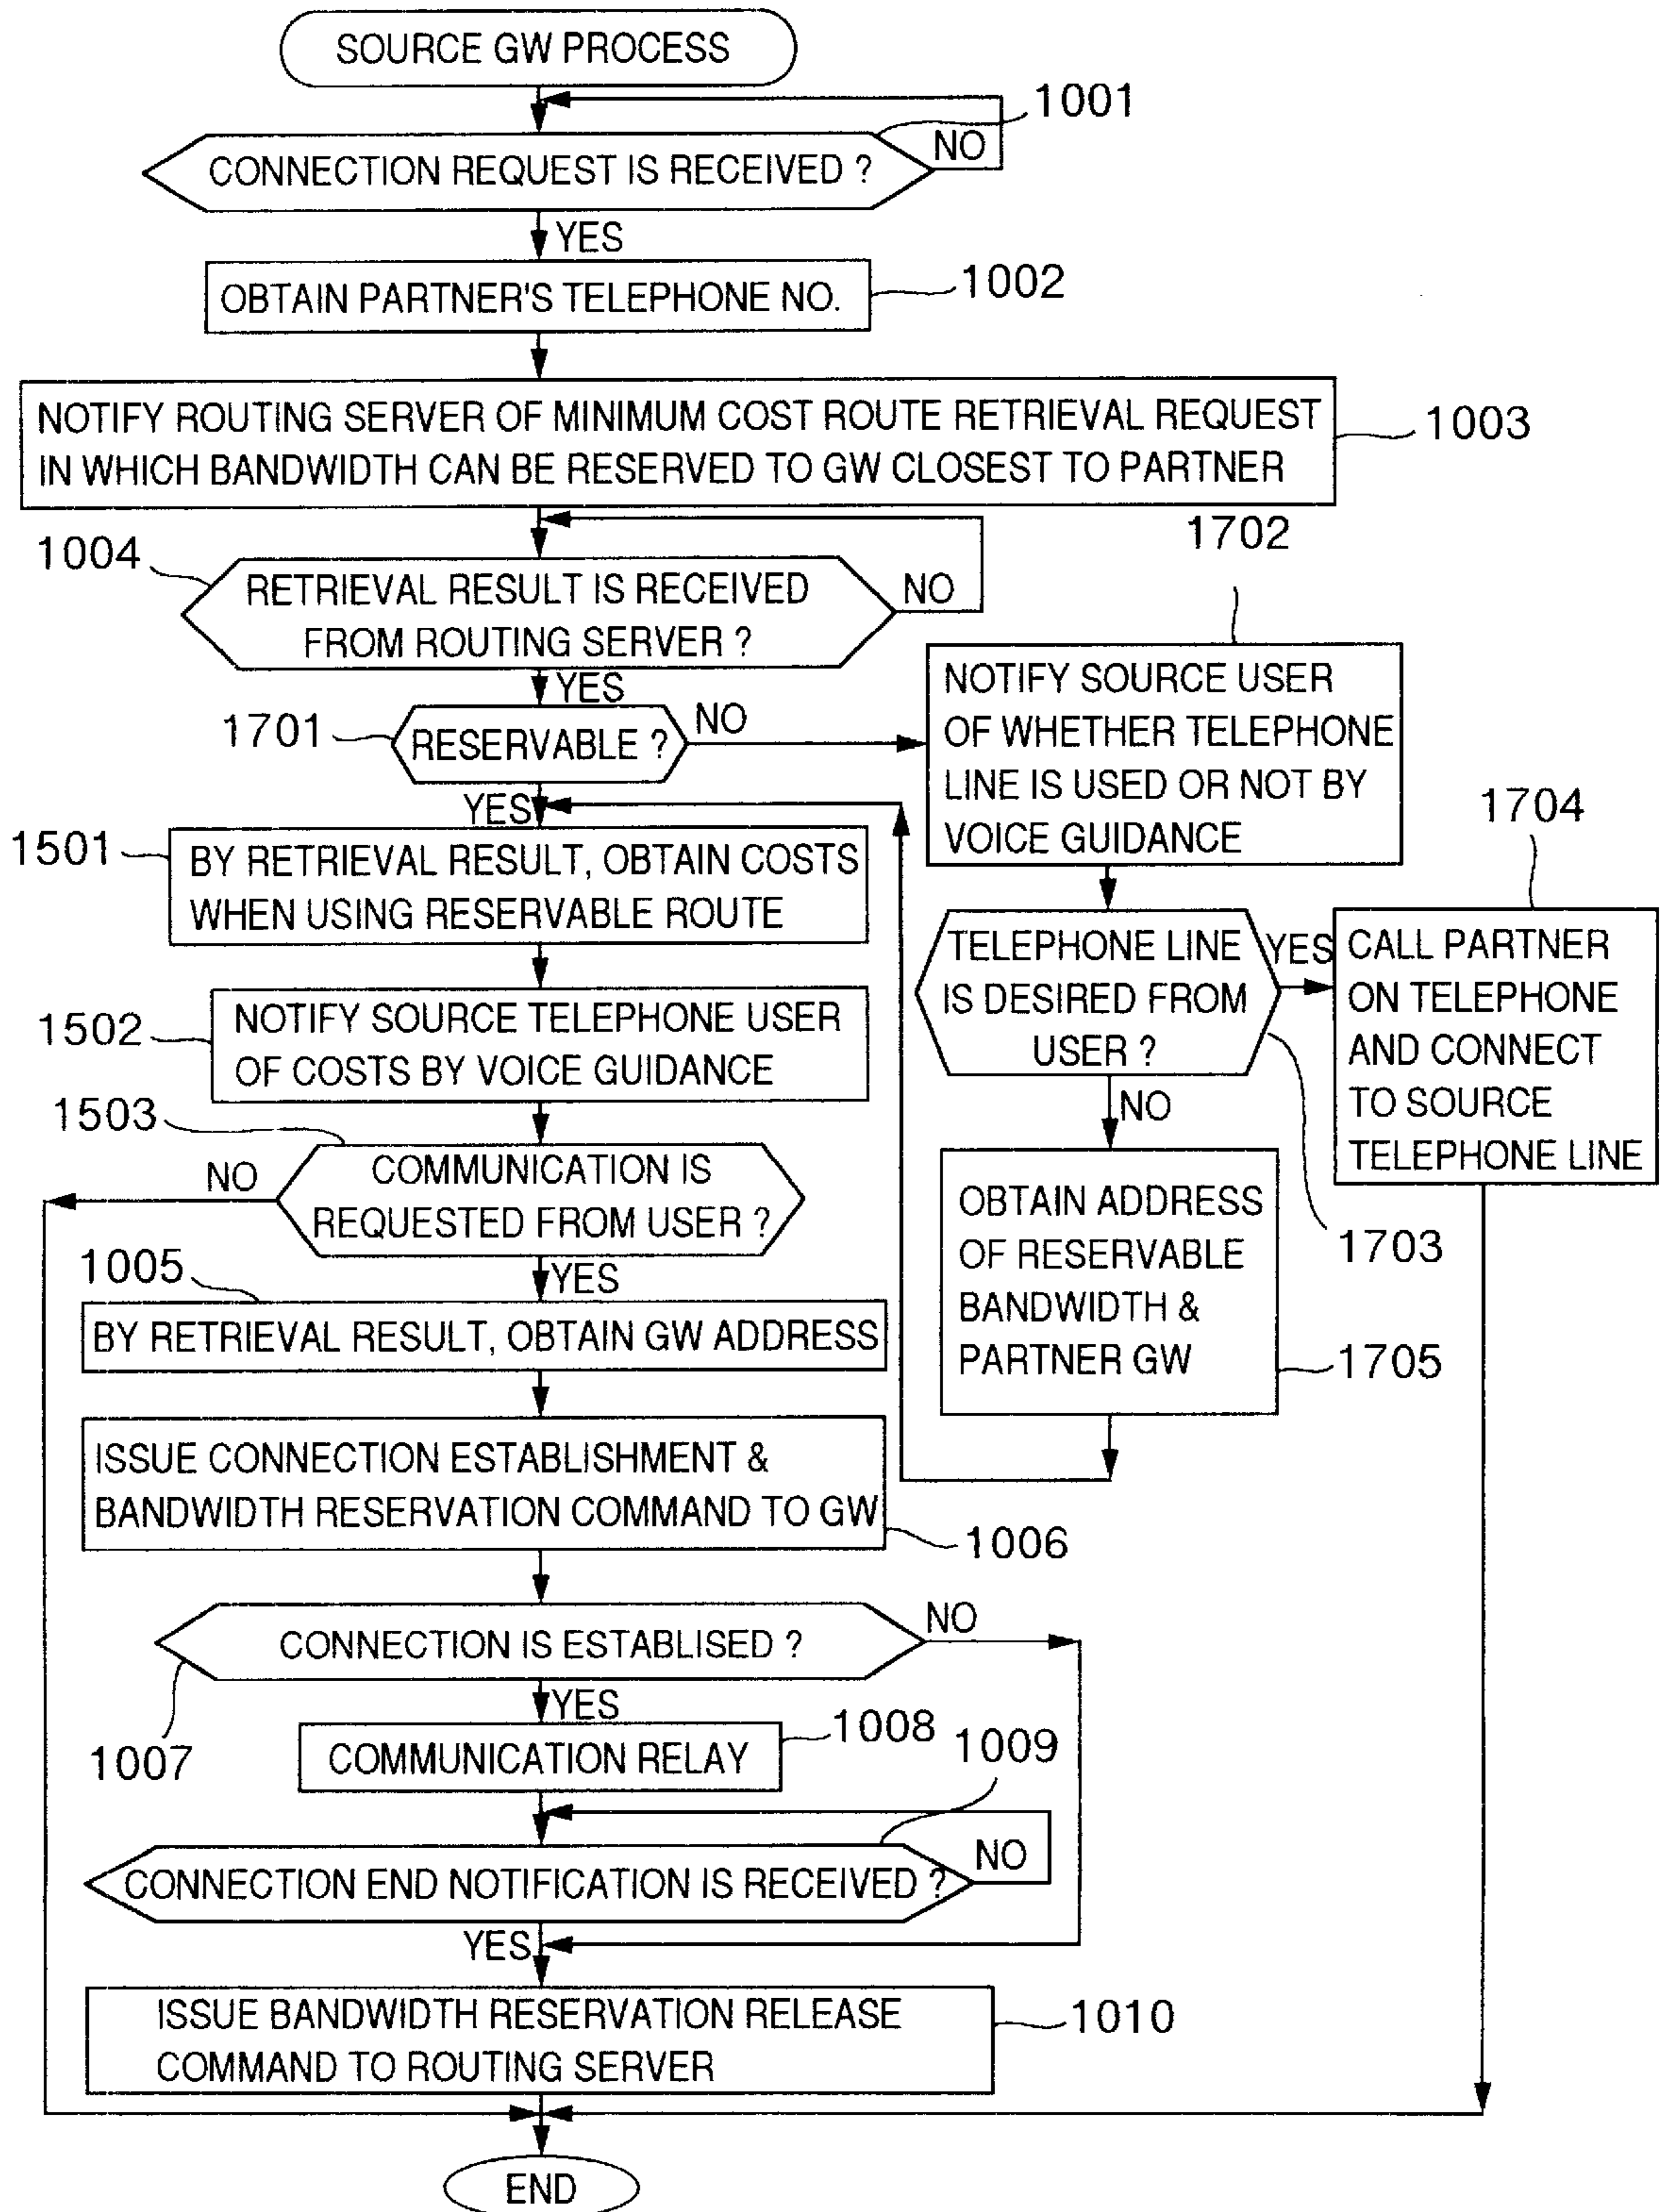 SOURCE GW PROCESS
1001
NO
CONNECTION REQUEST IS RECEIVED ?
YES
OBTAIN PARTNER'S TELEPHONE NO.
1002
NOTIFY ROUTING SERVER OF MINIMUM COST ROUTE RETRIEVAL REQUEST
IN WHICH BANDWIDTH CAN BE RESERVED TO GW CLOSEST TO PARTNER
1003
1004
RETRIEVAL RESULT IS RECEIVED
FROM ROUTING SERVER ?
NO
YES
1701
RESERVABLE ?
NO
YES
1702
NOTIFY SOURCE USER
OF WHETHER TELEPHONE
LINE IS USED OR NOT BY
VOICE GUIDANCE
1501
BY RETRIEVAL RESULT, OBTAIN COSTS
WHEN USING RESERVABLE ROUTE
1502
NOTIFY SOURCE TELEPHONE USER
OF COSTS BY VOICE GUIDANCE
1503
COMMUNICATION IS
REQUESTED FROM USER ?
NO
YES
TELEPHONE LINE
IS DESIRED FROM
USER ?
YES
NO
1703
1704
CALL PARTNER
ON TELEPHONE
AND CONNECT
TO SOURCE
TELEPHONE LINE
OBTAIN ADDRESS
OF RESERVABLE
BANDWIDTH &
PARTNER GW
1705
1005
BY RETRIEVAL RESULT, OBTAIN GW ADDRESS
ISSUE CONNECTION ESTABLISHMENT &
BANDWIDTH RESERVATION COMMAND TO GW
1006
CONNECTION IS ESTABLISED ?
NO
1007
YES
COMMUNICATION RELAY
1008
1009
CONNECTION END NOTIFICATION IS RECEIVED ?
NO
YES
ISSUE BANDWIDTH RESERVATION RELEASE
COMMAND TO ROUTING SERVER
1010
END